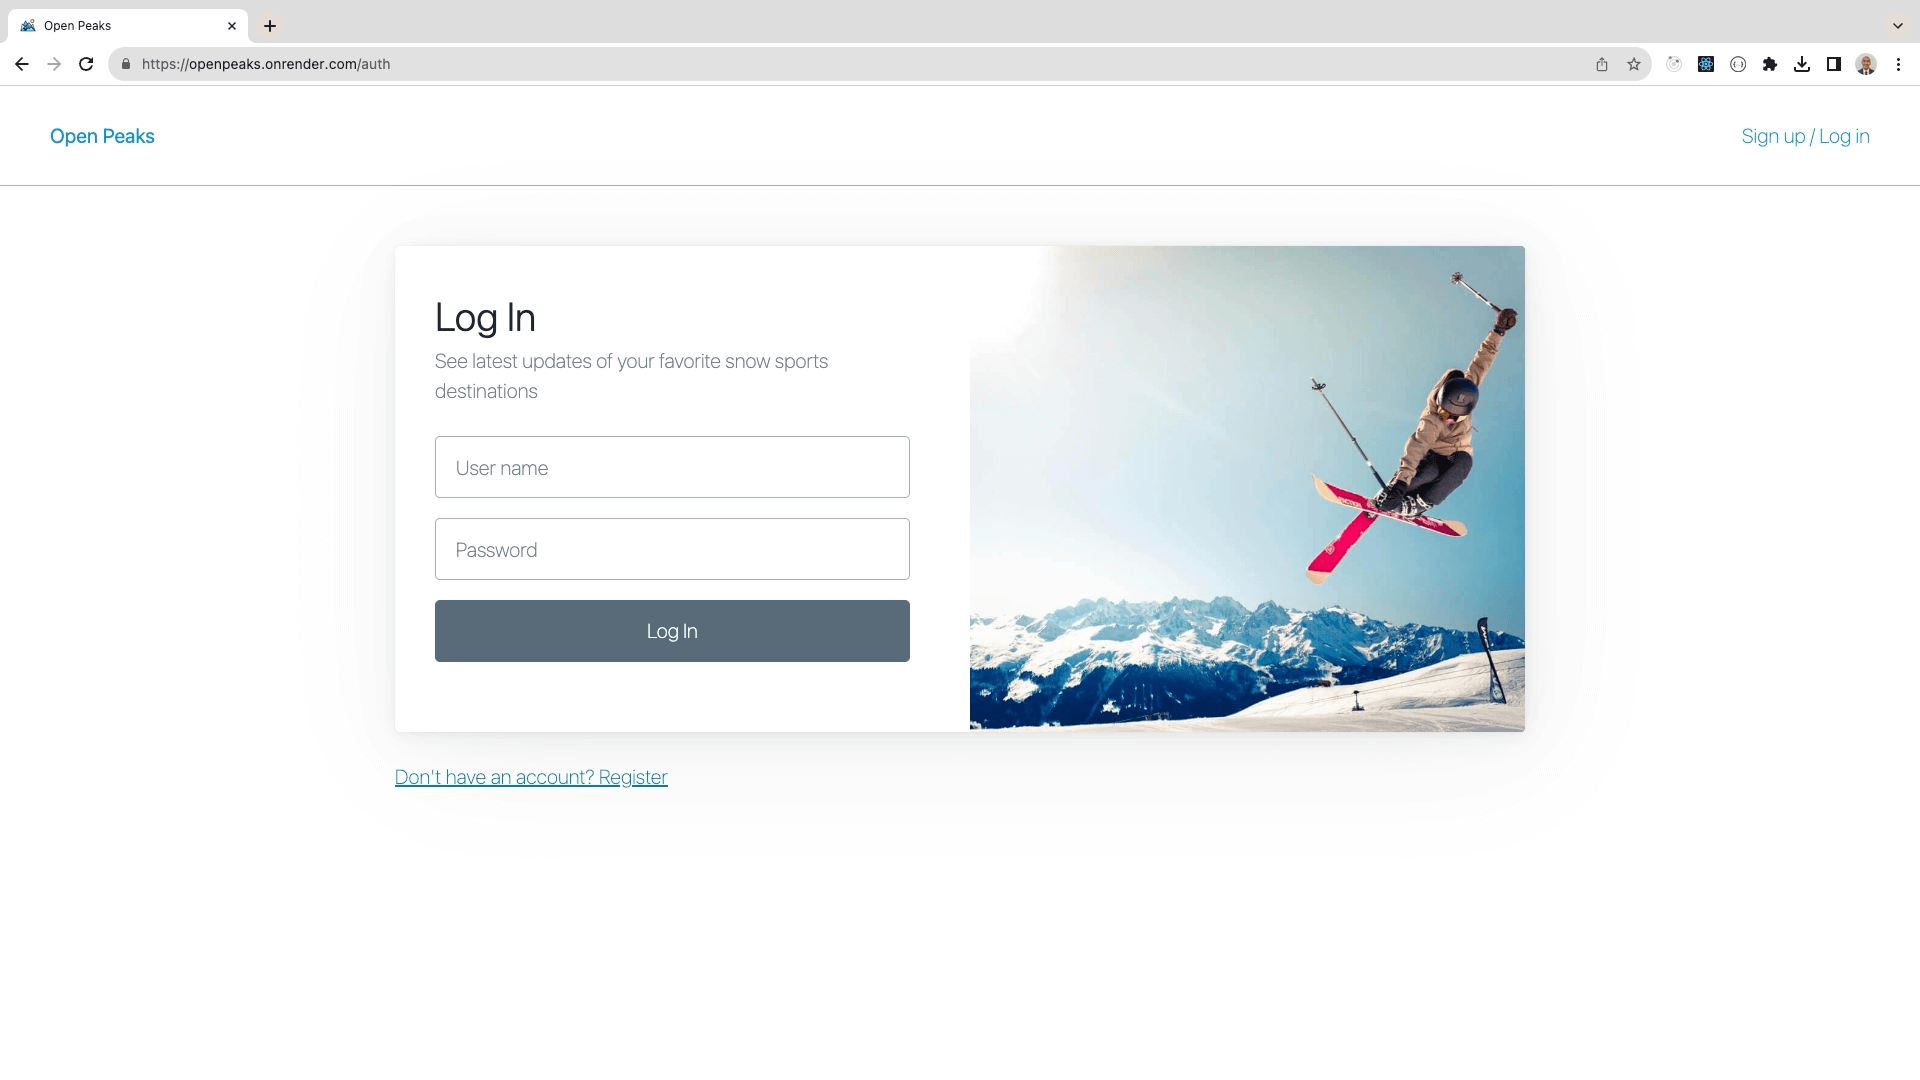 Open Peaks
https://openpeaks.onrender.com/auth
Open Peaks
Sign up / Log in
Log In
See latest updates of your favorite snow sports
destinations
User name
Password
Log In
Don't have an account? Register